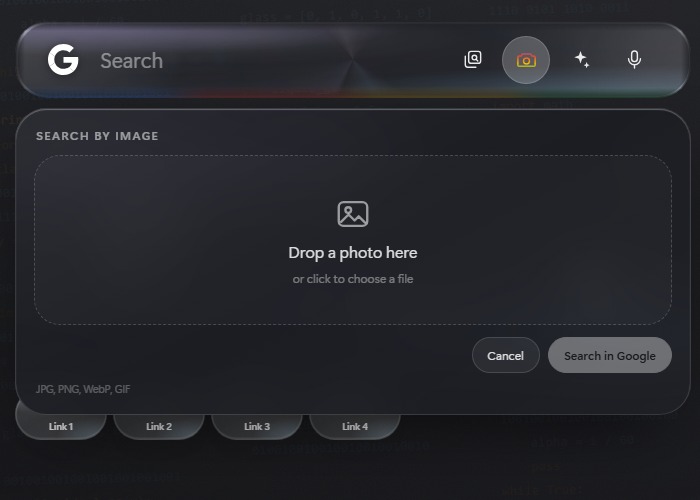 Search
SEARCH BY IMAGE
Drop a photo here
or click to choose a file
Cancel
Search in Google
JPG, PNG, WebP, GIF
Link 1
Link 2
Link 3
Link 4